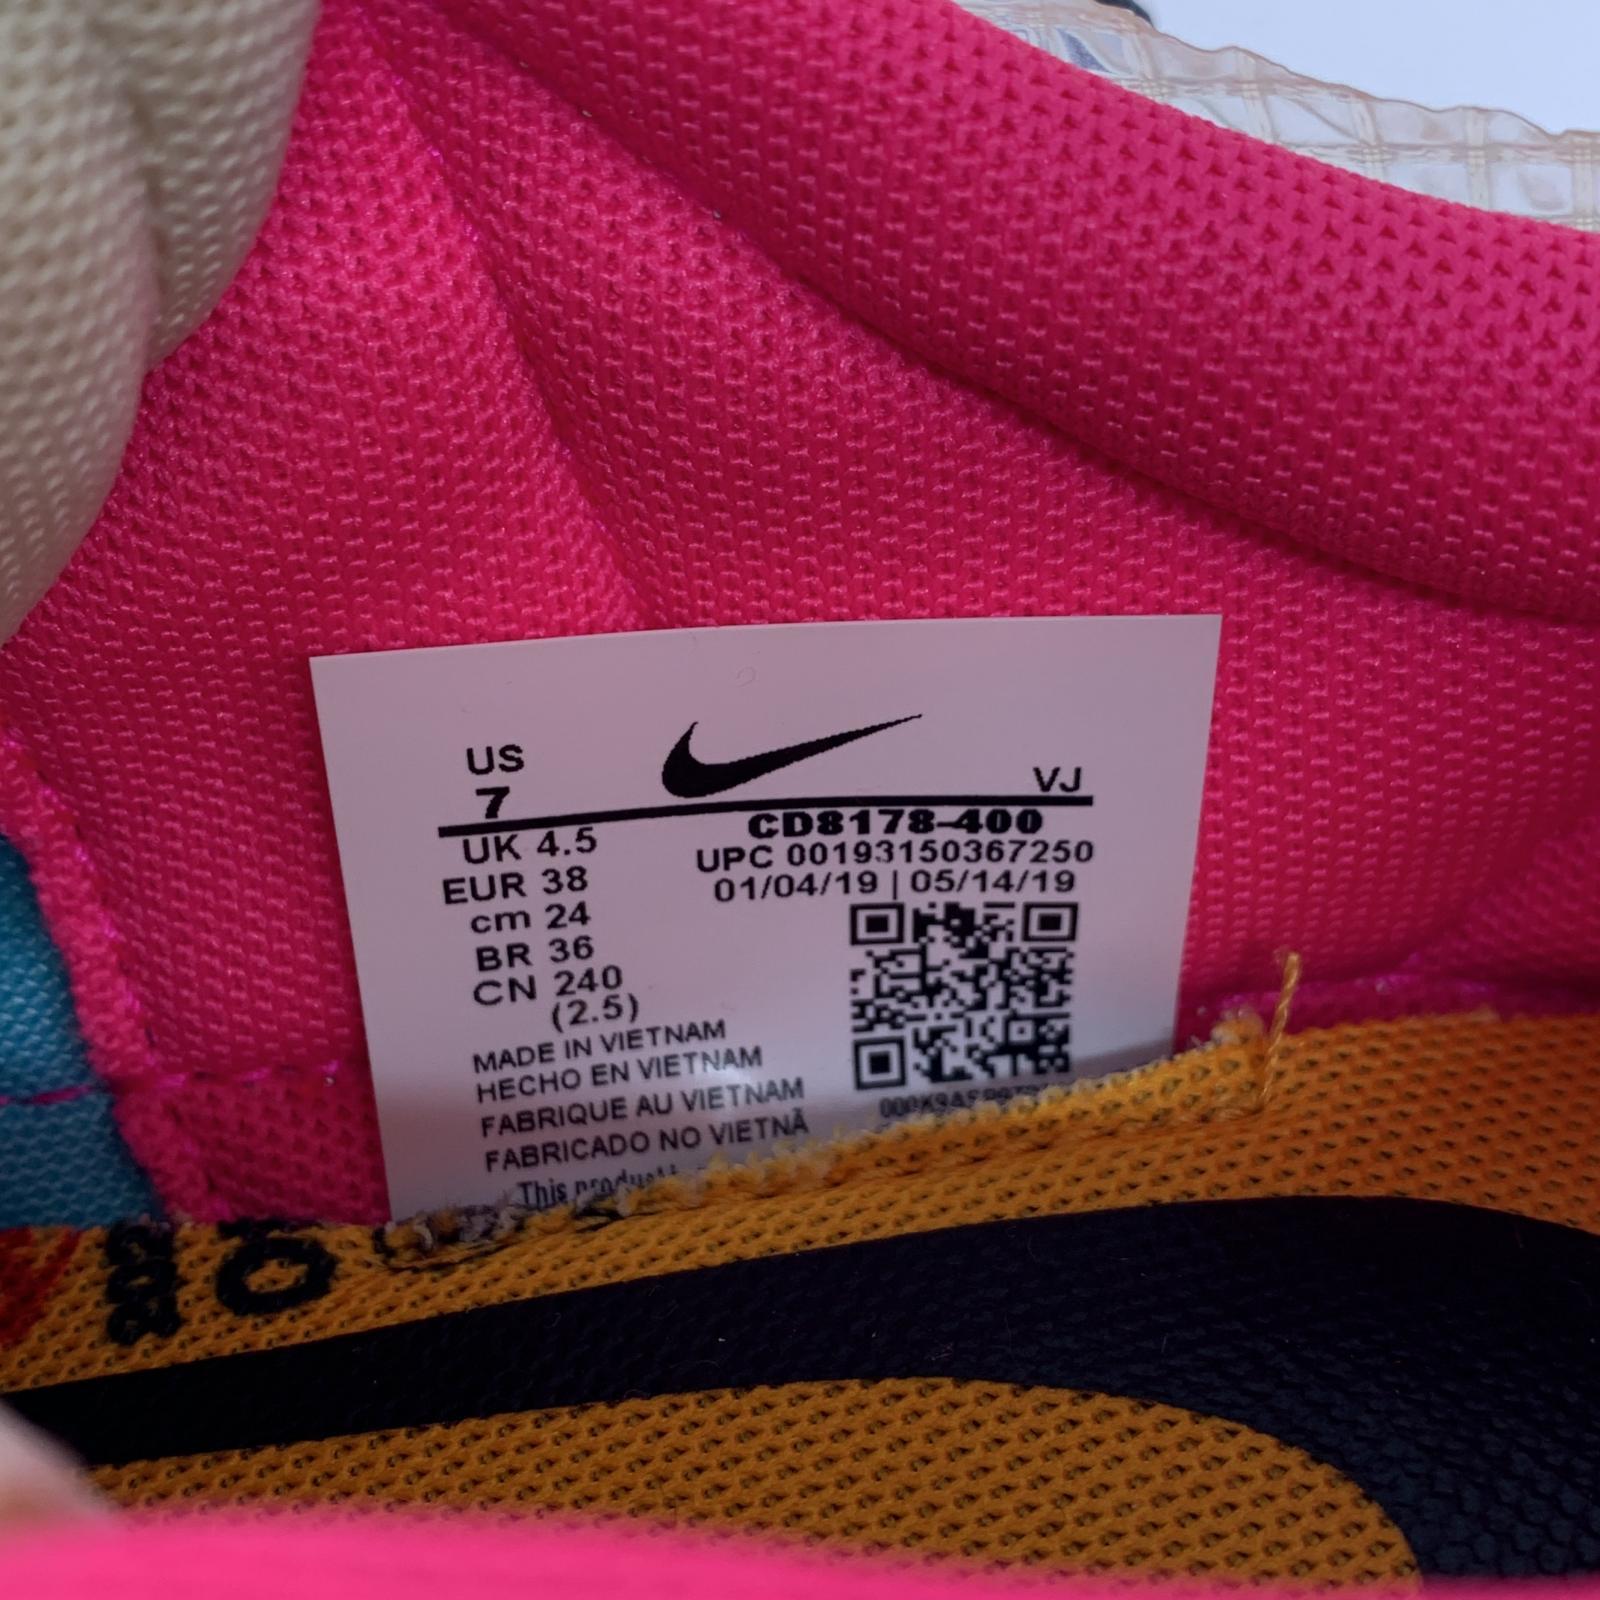 US
7
VJ
UK 4.5
EUR 38
cm 24
BR 36
CN 240
(2.5)
CD8178-400
UPC 00193150367250
01/04/19 | 05/14/19
MADE IN VIETNAM
HECHO EN VIETNAM
FABRIQUE AU VIETNAM
FABRICADO NO VIETNÃ
This product